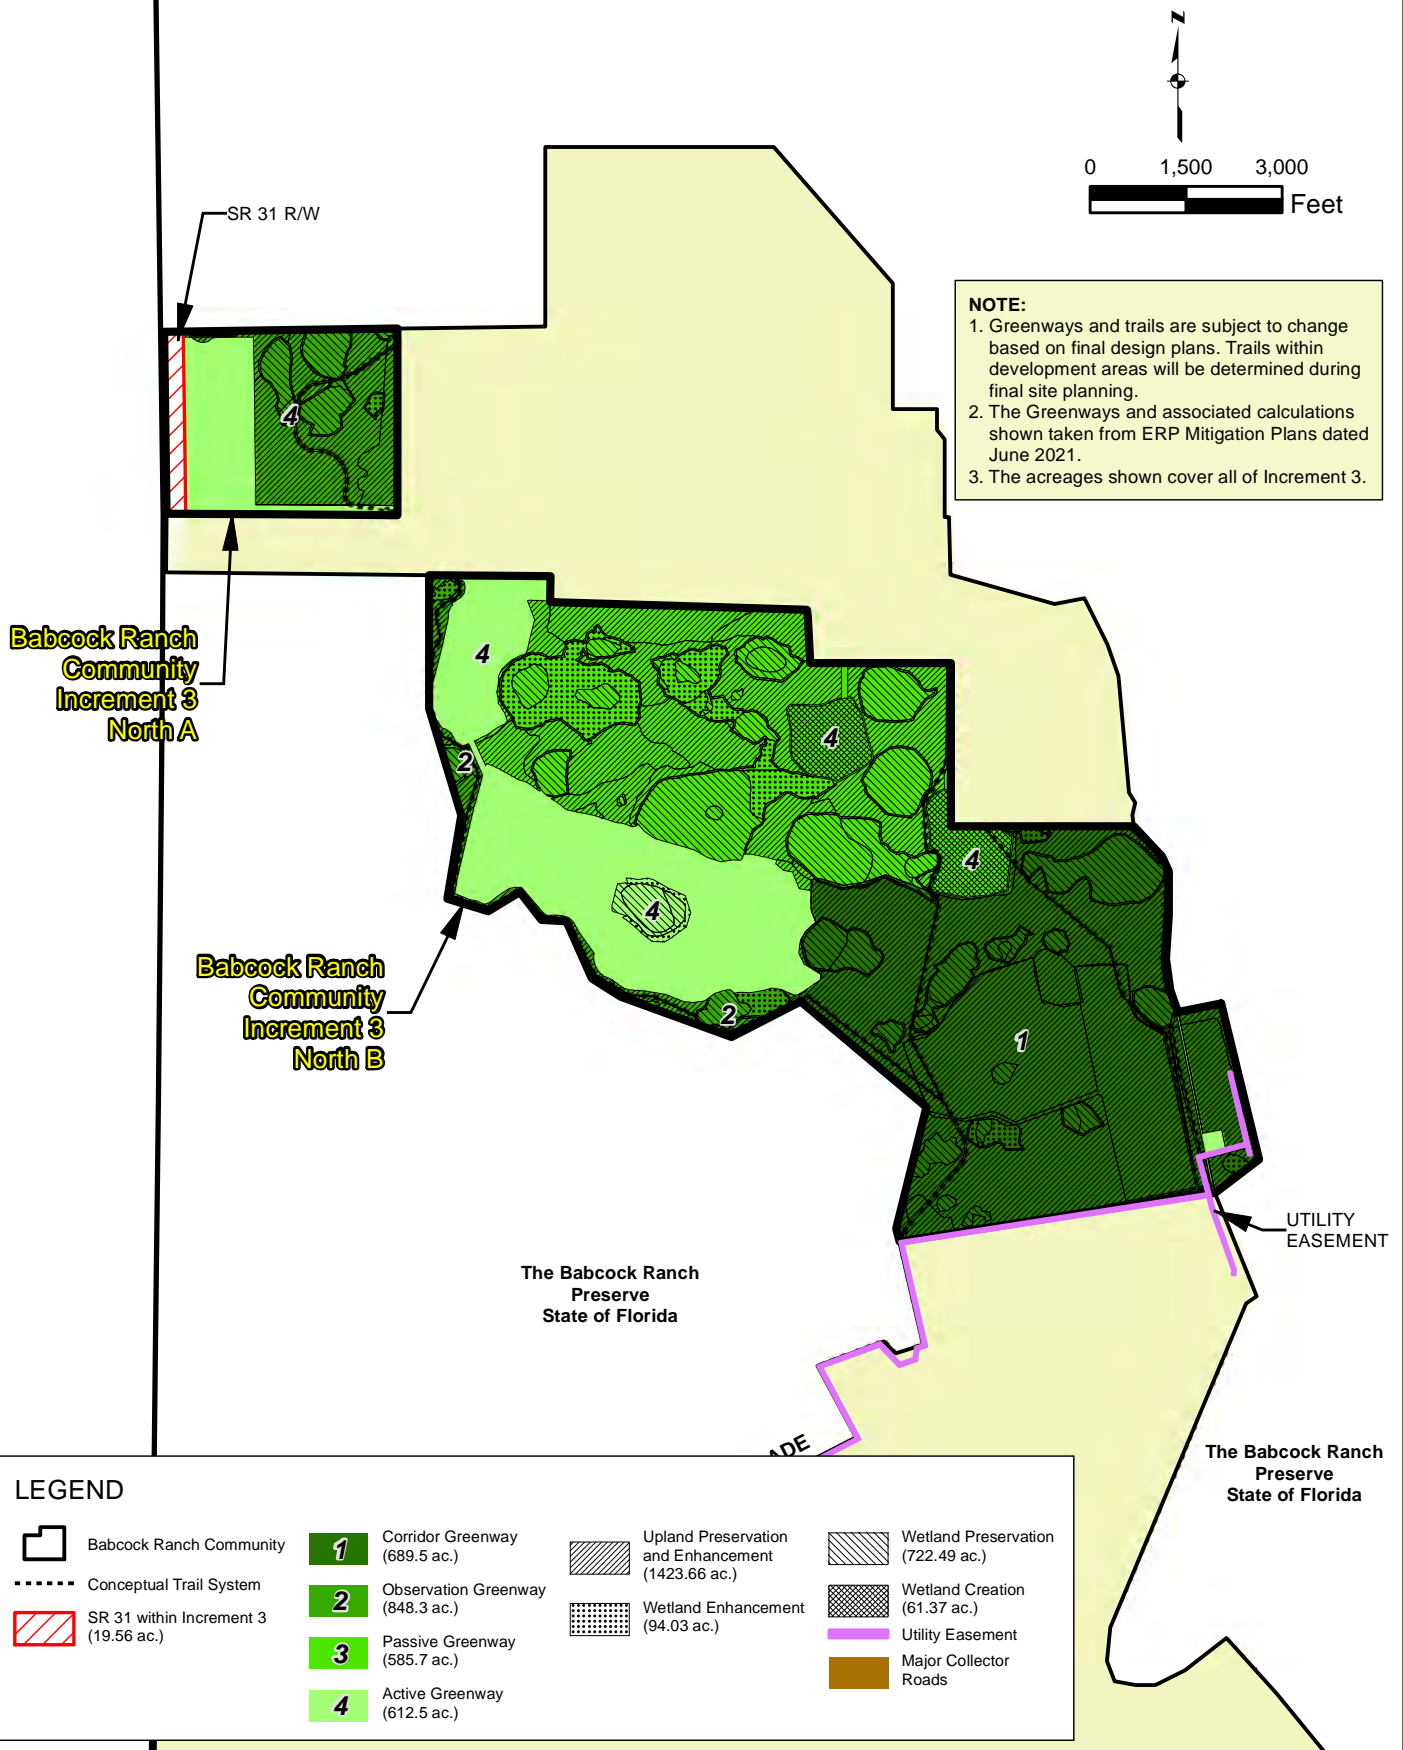 z
0 1,500 3,000
Feet
SR 31 R/W
NOTE:
1. Greenways and trails are subject to change
based on final design plans. Trails within
development areas will be determined during
final site planning.
2. The Greenways and associated calculations
shown taken from ERP Mitigation Plans dated
June 2021.
3. The acreages shown cover all of Increment 3.
4
Babcock Ranch
Community
Increment 3
North A
4
4
2
4
4
Babcock Ranch
Community
Increment 3
North B
2
1
UTILITY
EASEMENT
The Babcock Ranch
Preserve
State of Florida
ADE
The Babcock Ranch
Preserve
State of Florida
LEGEND
Babcock Ranch Community
Conceptual Trail System
SR 31 within Increment 3
(19.56 ac.)
1
Corridor Greenway
(689.5 ac.)
2
Observation Greenway
(848.3 ac.)
3
Passive Greenway
(585.7 ac.)
4
Active Greenway
(612.5 ac.)
Upland Preservation
and Enhancement
(1423.66 ac.)
Wetland Enhancement
(94.03 ac.)
Wetland Preservation
(722.49 ac.)
Wetland Creation
(61.37 ac.)
Utility Easement
Major Collector
Roads